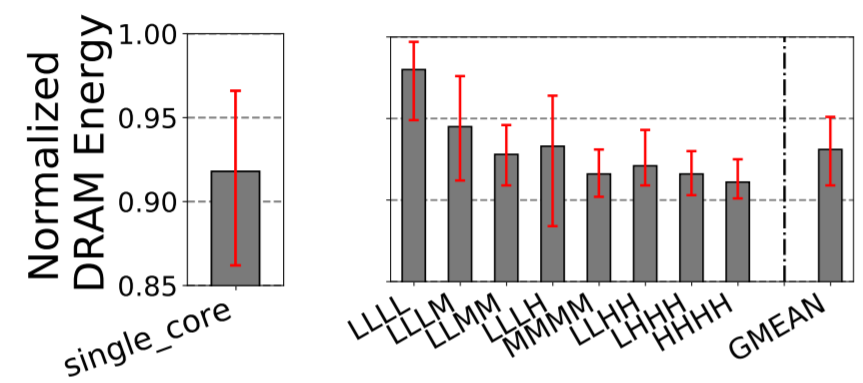 Normalized
DRAM Energy
1.00
0.95
0.90
0.85
single_core
LLLL
LLLM
LLMM
LLLH
MMMM
LLHH
LHHH
HHHH
GMEAN